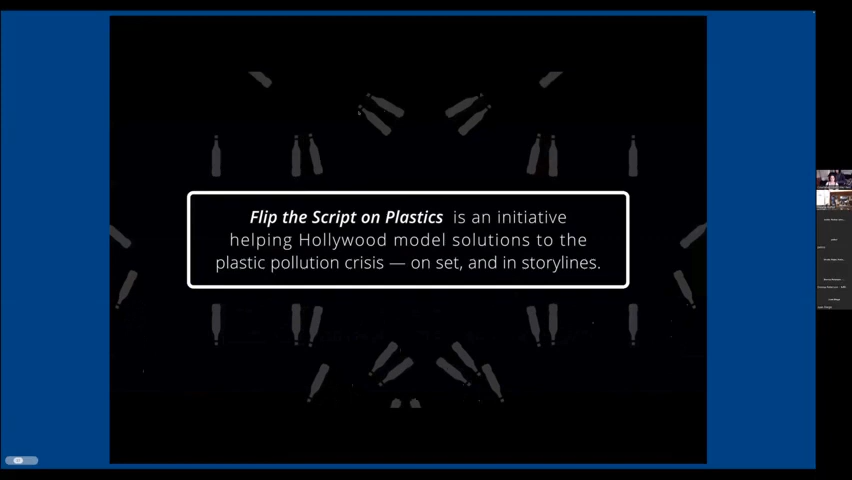 Flip the Script on Plastics is an initiative
helping Hollywood model solutions to the
plastic pollution crisis — on set, and in storylines.